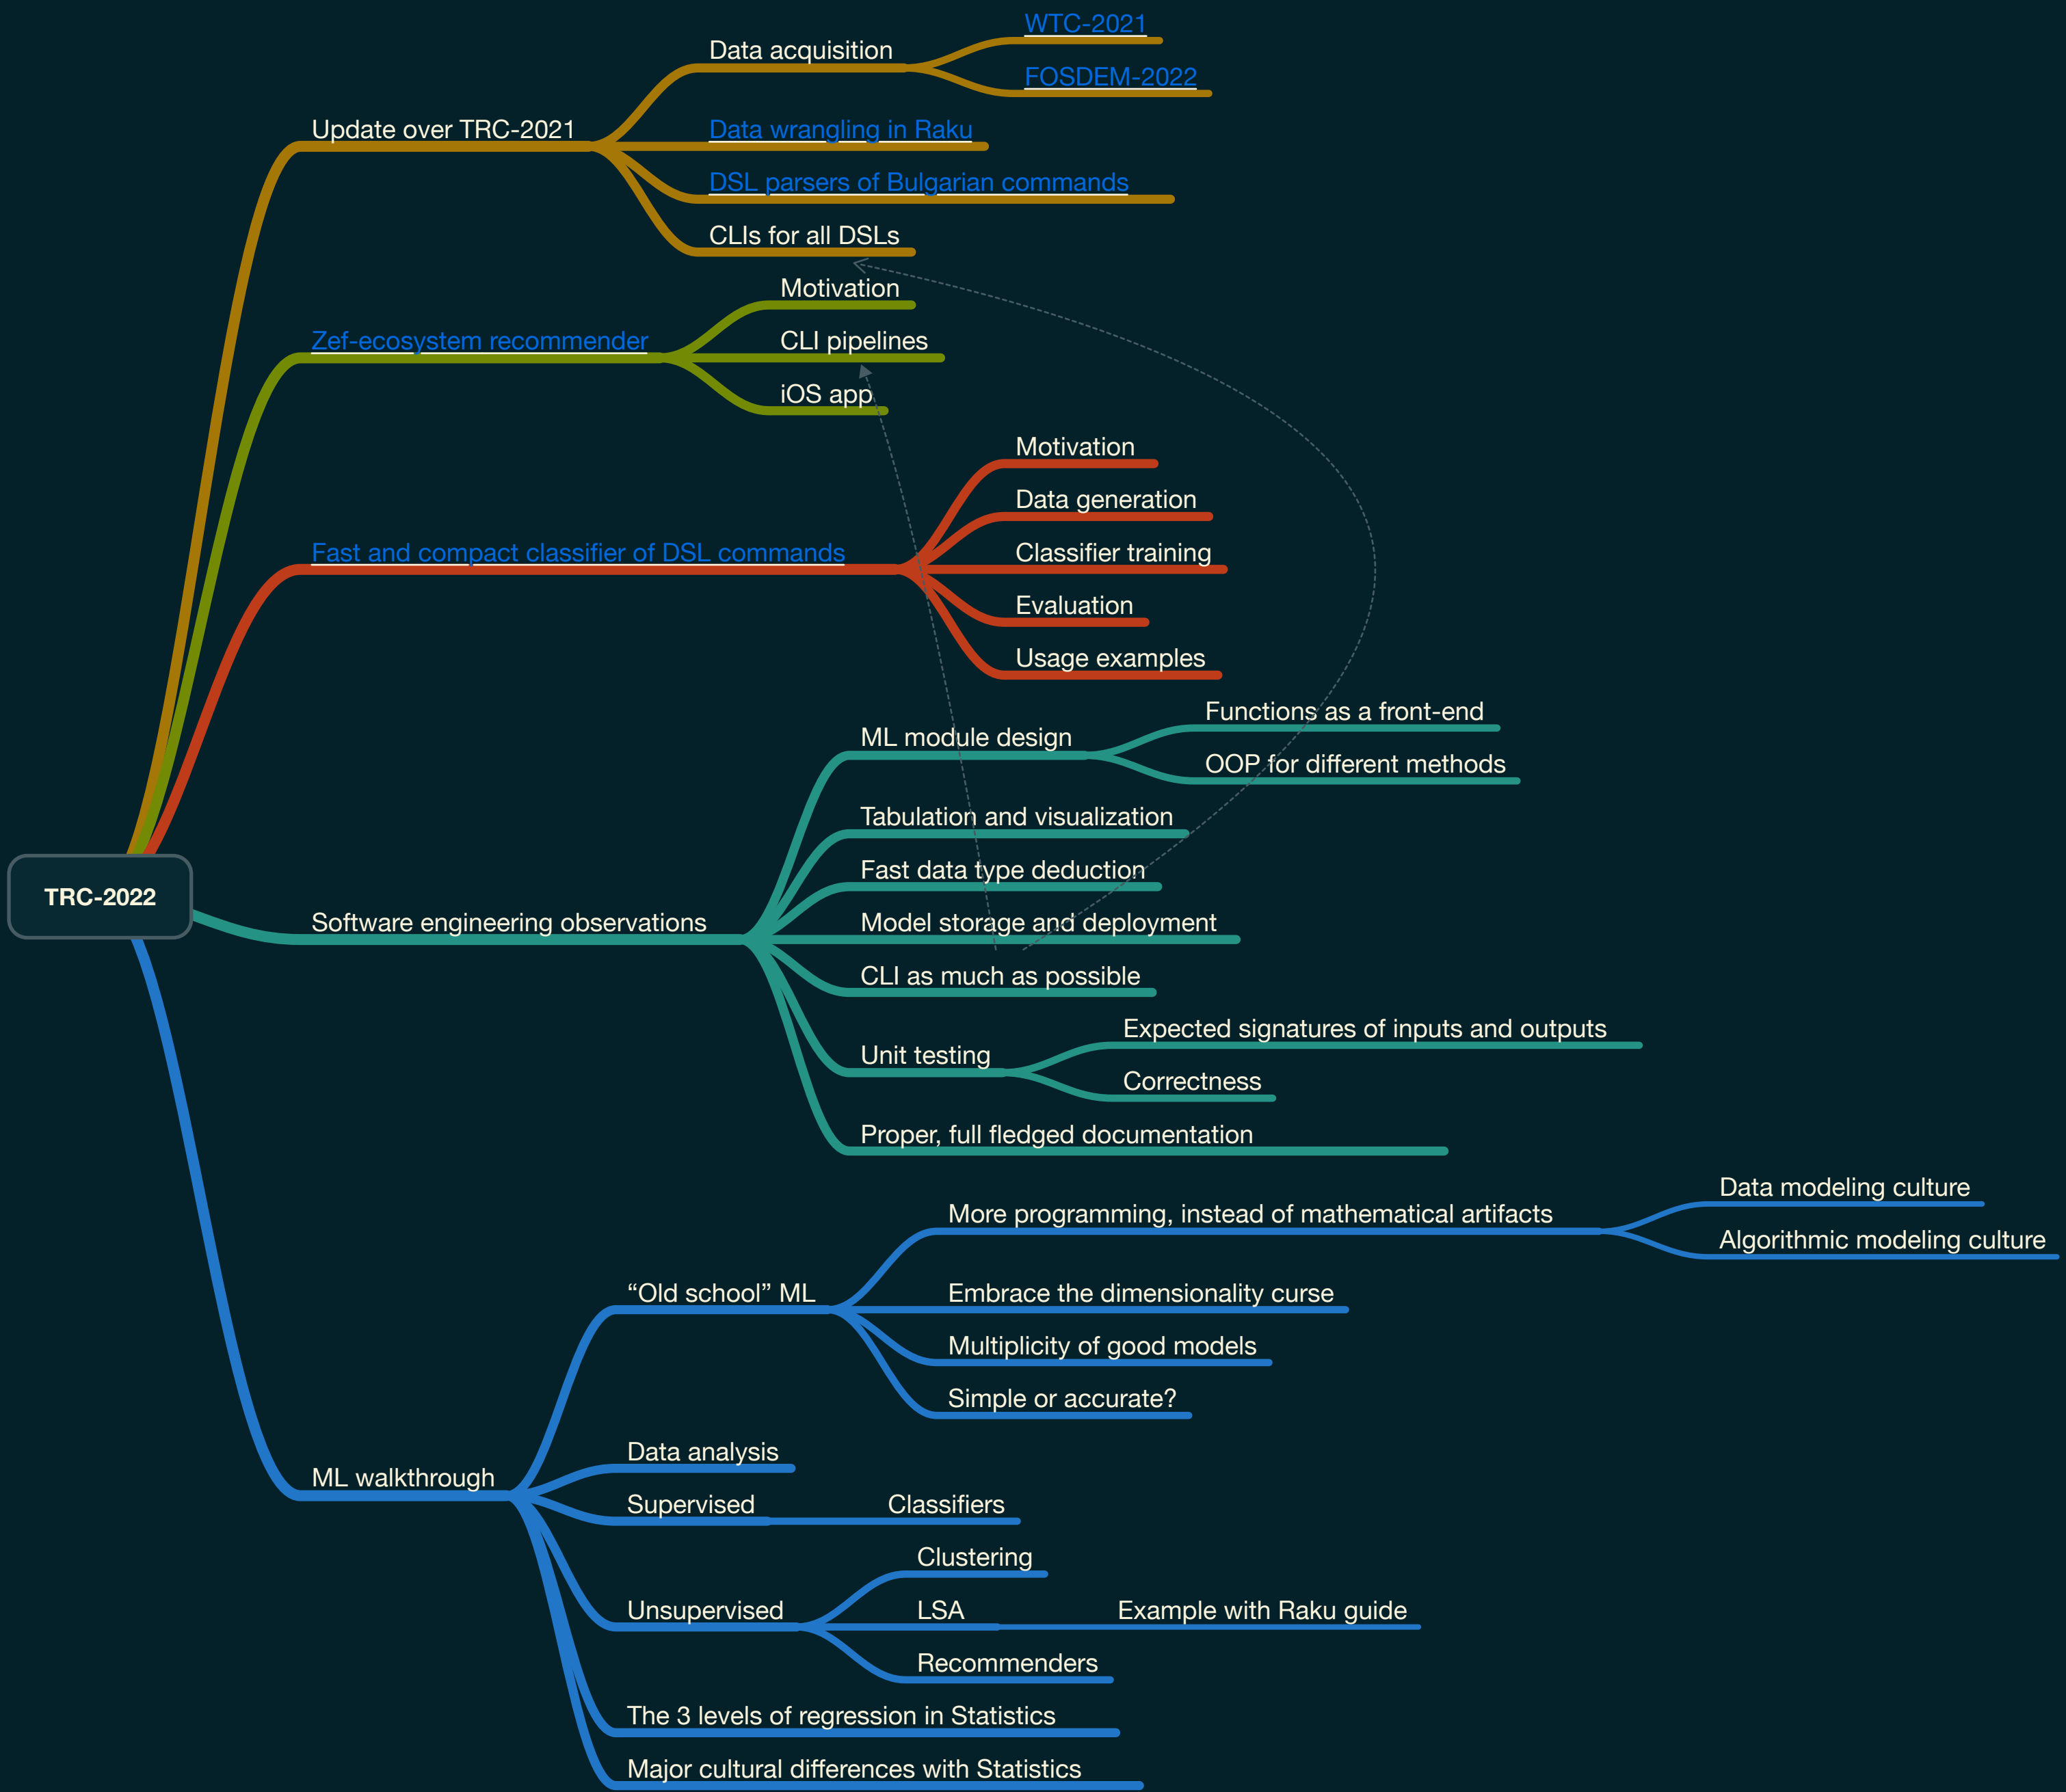 WTC-2021
Data acquisition
FOSDEM-2022
Update over TRC-2021
Data wrangling in Raku
DSL parsers of Bulgarian commands
CLIs for all DSLs
Motivation
Zef-ecosystem recommender
CLI pipelines
iOS app
Motivation
Data generation
Fast and compact classifier of DSL commands
Classifier training
Evaluation
Usage examples
Functions as a front-end
ML module design
OOP for different methods
Tabulation and visualization
Fast data type deduction
TRC-2022
Software engineering observations
Model storage and deployment
CLI as much as possible
Expected signatures of inputs and outputs
Unit testing
Correctness
Proper, full fledged documentation
Data modeling culture
More programming, instead of mathematical artifacts
Algorithmic modeling culture
“Old school” ML
Embrace the dimensionality curse
Multiplicity of good models
Simple or accurate?
Data analysis
ML walkthrough
Supervised
Classifiers
Clustering
Unsupervised
LSA
Example with Raku guide
Recommenders
The 3 levels of regression in Statistics
Major cultural differences with Statistics